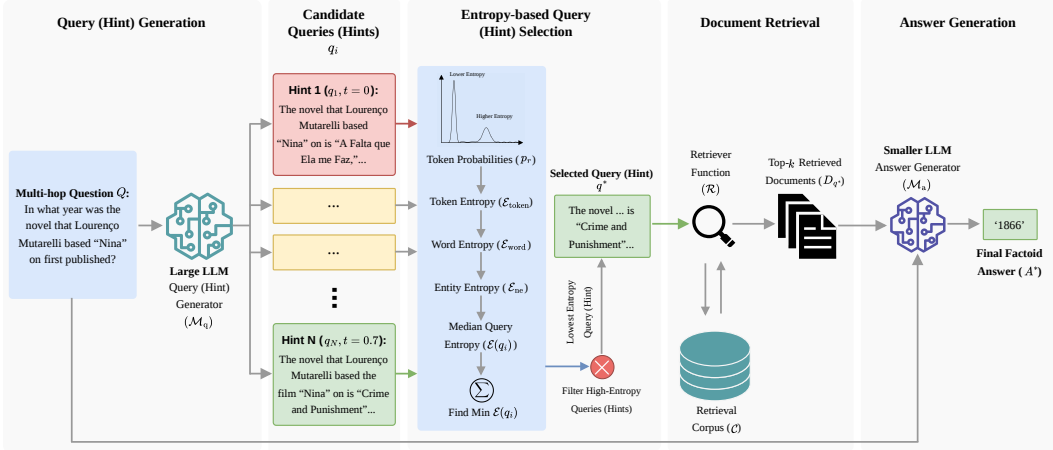 Query (Hint) Generation
Multi-hop Question Q:
In what year was the
novel that Lourenço
Mutarelli based “Nina”
on first published?
Large LLM
Query (Hint)
Generator
(ℳq)
Candidate
Queries (Hints)
qᵢ
Hint 1 (q₁, t = 0):
The novel that Lourenço
Mutarelli based
“Nina” on is “A Falta que
Ela me Faz,”...
...
...
Hint N (q_N, t = 0.7):
The novel that Lourenço
Mutarelli based the
film “Nina” on is “Crime
and Punishment”...
Entropy-based Query
(Hint) Selection
Lower Entropy
Higher Entropy
Token Probabilities (pᵣ)
Token Entropy (ℰtoken)
Word Entropy (ℰword)
Entity Entropy (ℰne)
Median Query
Entropy (ℰ(qᵢ))
∑
Find Min ℰ(qᵢ)
Selected Query (Hint)
q*
The novel ... is
“Crime and
Punishment”...
Lowest Entropy
Query (Hint)
Filter High-Entropy
Queries (Hints)
Document Retrieval
Retriever
Function
(ℛ)
Top-k Retrieved
Documents (D_q*)
Retrieval
Corpus (𝒞)
Answer Generation
Smaller LLM
Answer Generator
(ℳa)
‘1866’
Final Factoid
Answer (A*)